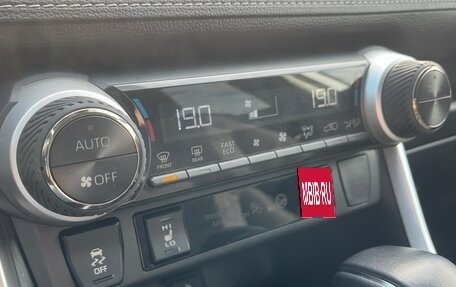 19.0
19.0
AUTO
OFF
FRONT
REAR
FAST
ECO
MBIB.RU
HI
LO
OFF